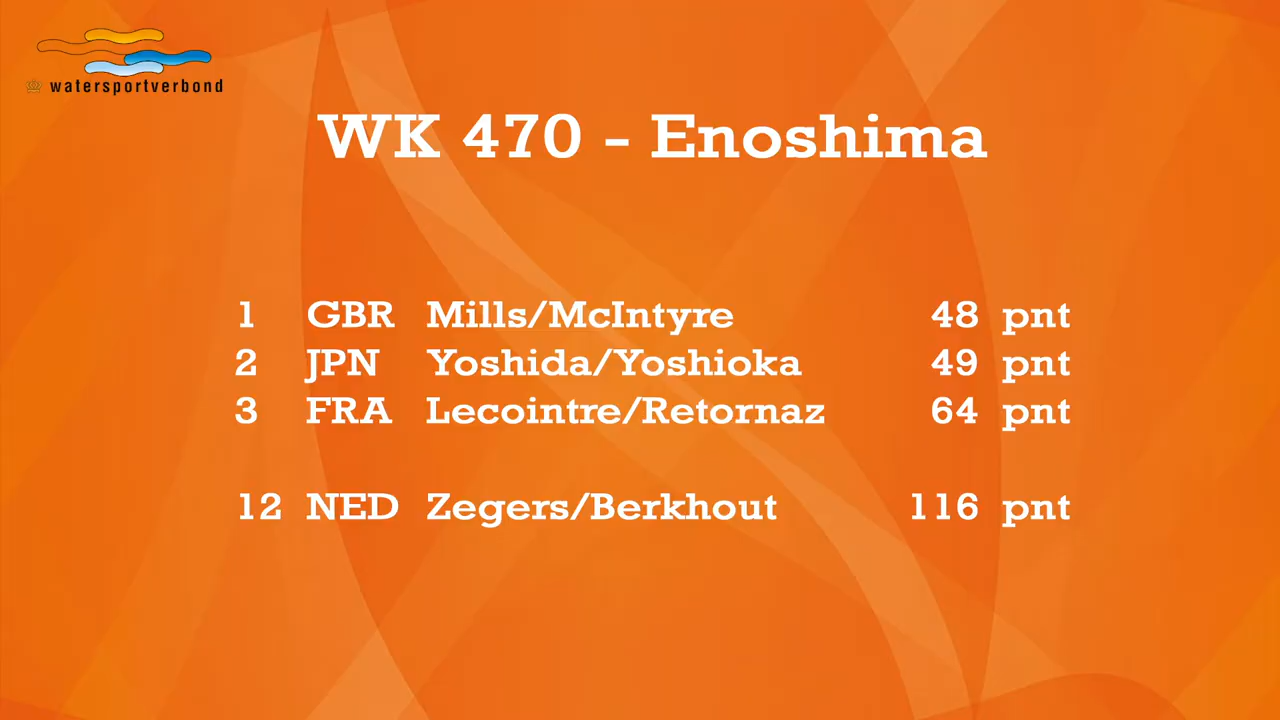 watersportverbond
WK 470 - Enoshima
1 GBR Mills/McIntyre 48 pnt
2 JPN Yoshida/Yoshioka 49 pnt
3 FRA Lecointre/Retornaz 64 pnt
12 NED Zegers/Berkhout 116 pnt